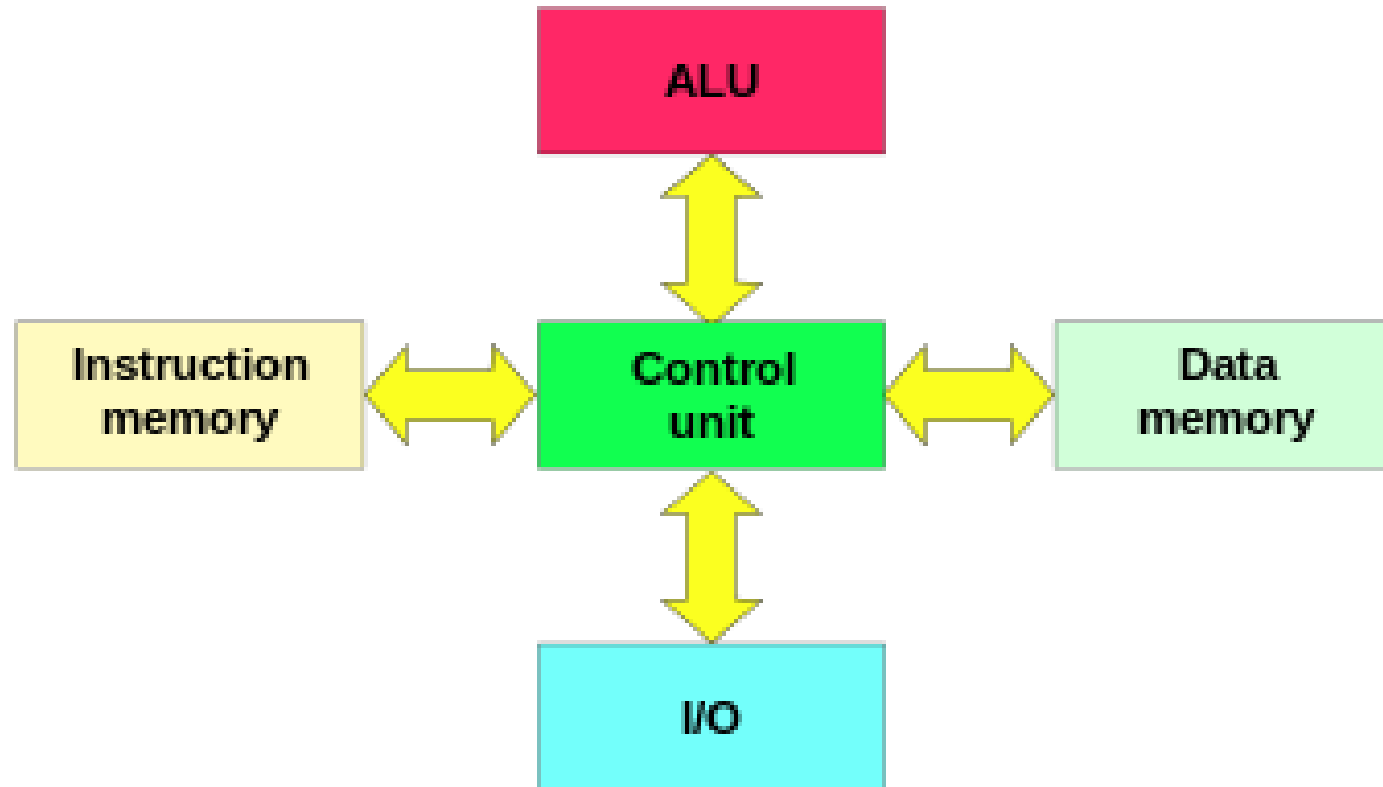 ALU
Instruction
memory
Control
unit
Data
memory
I/O